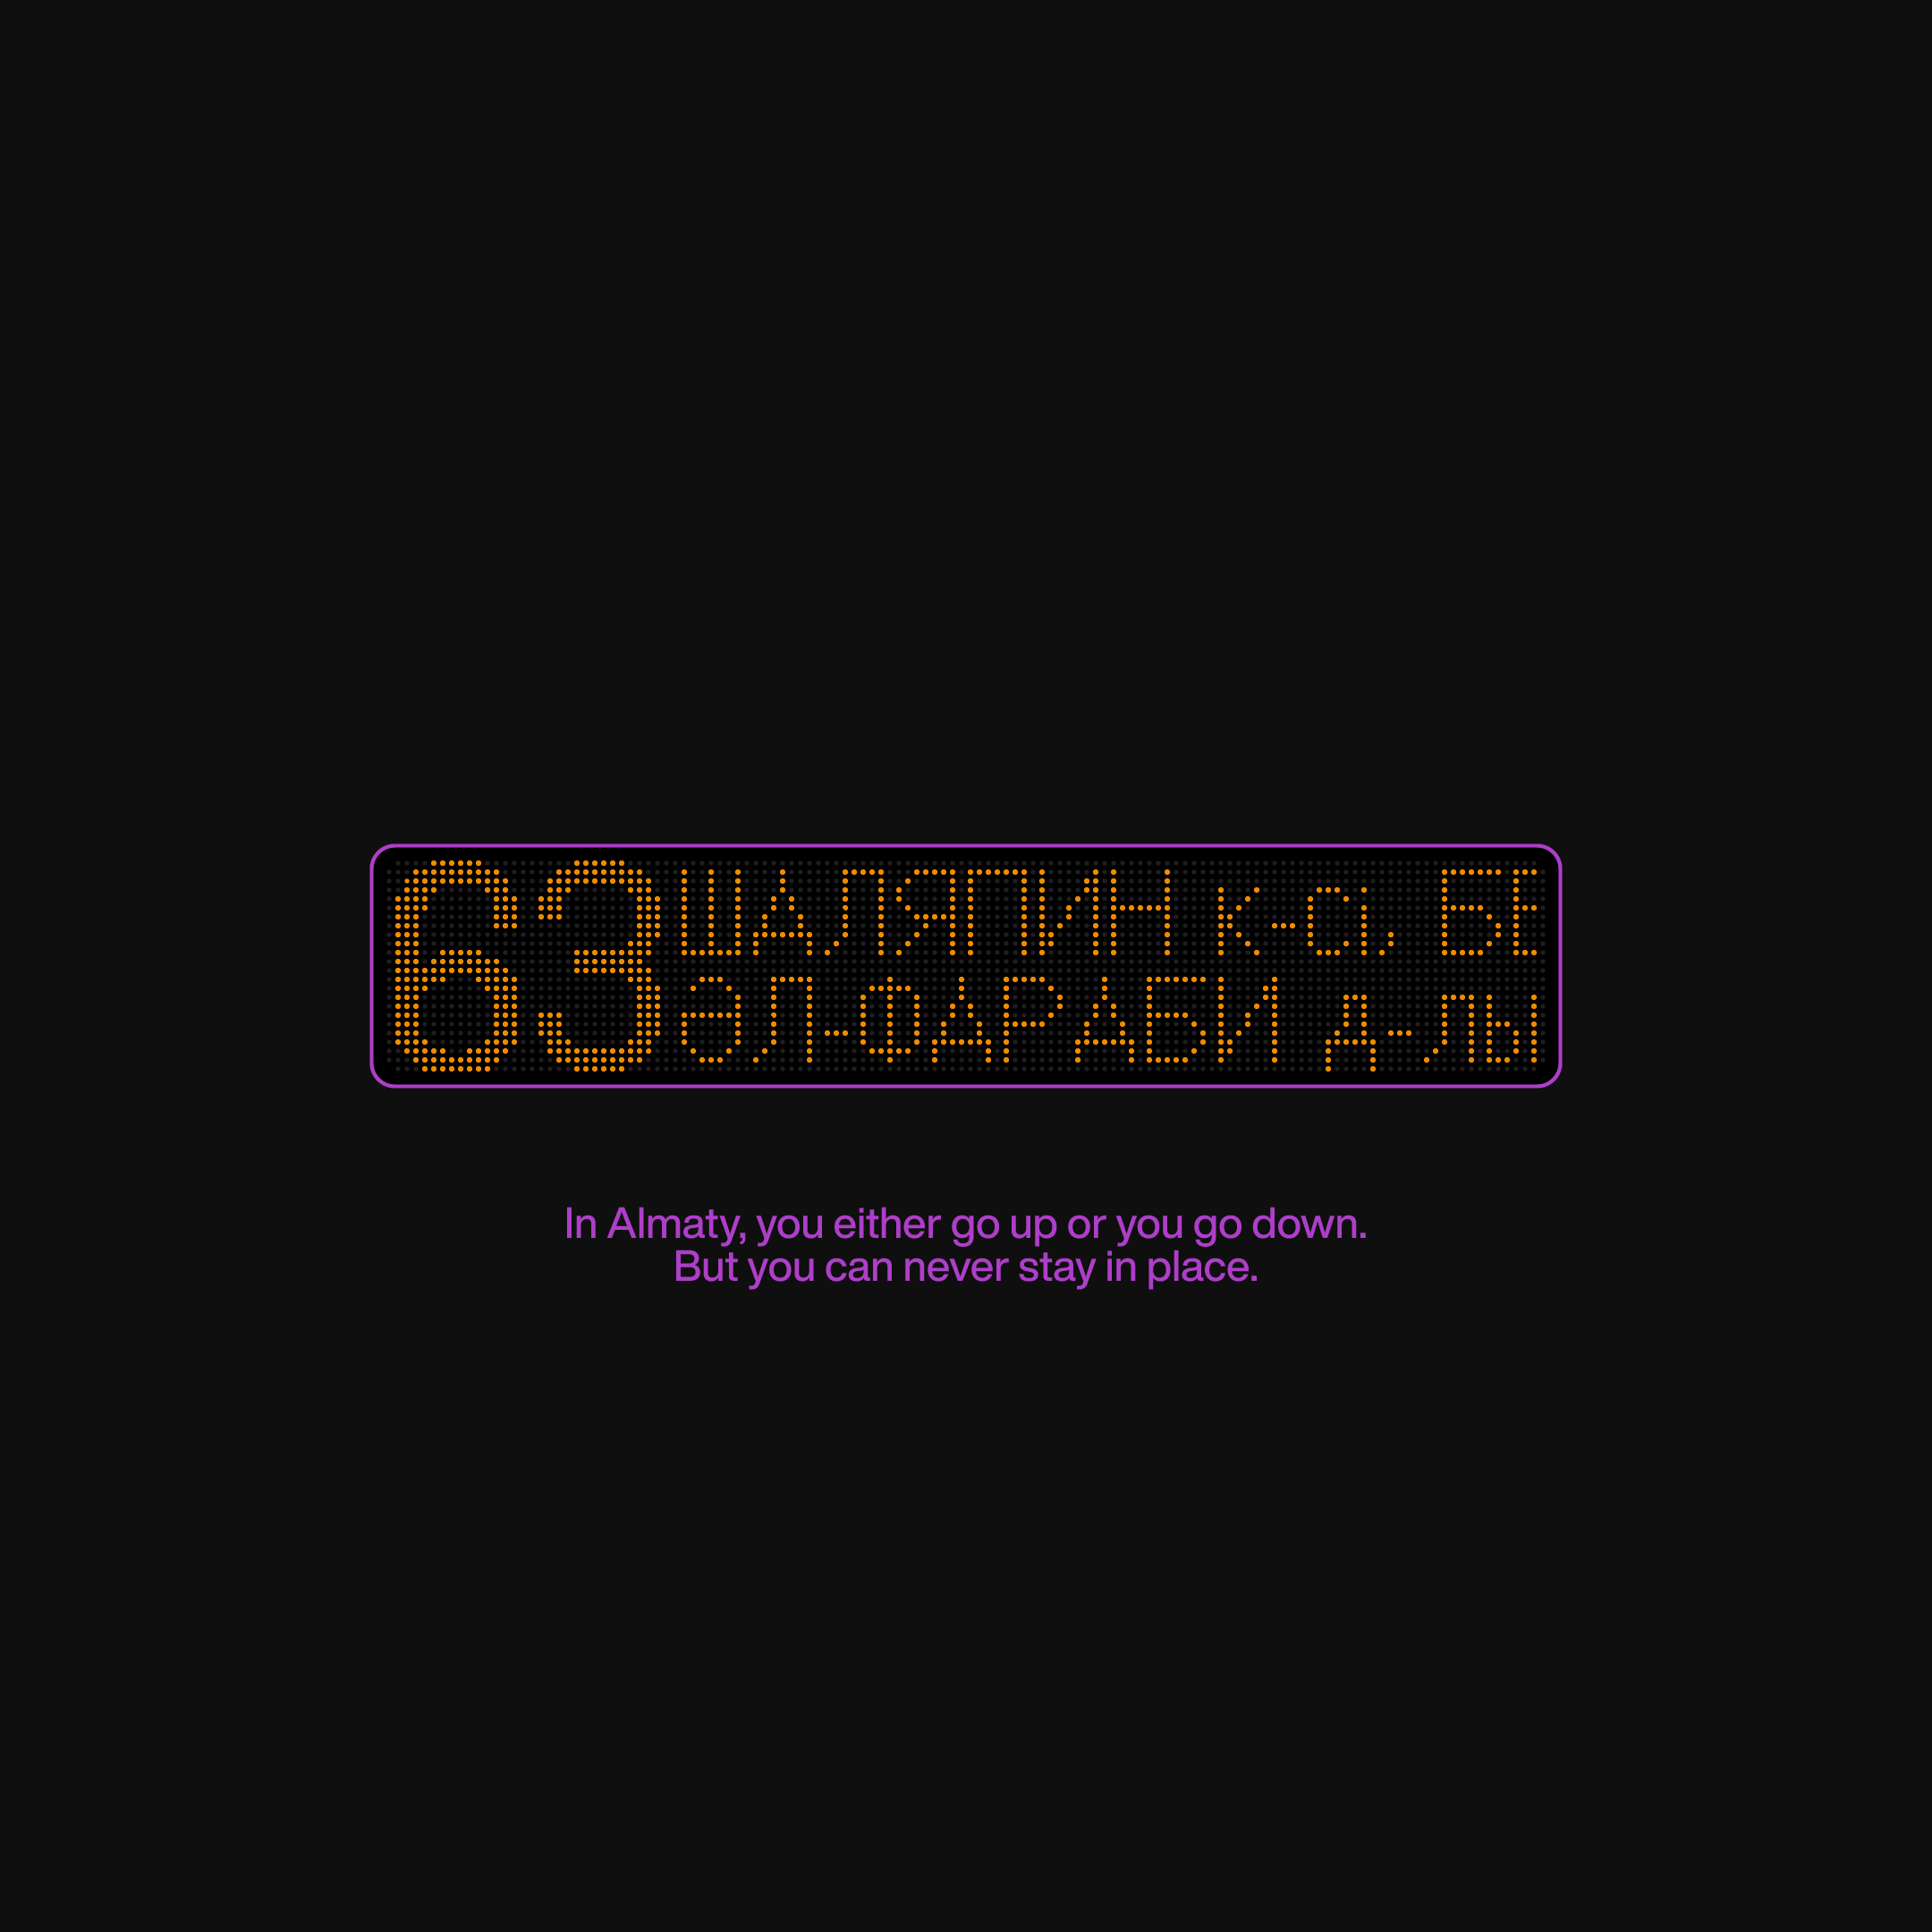 63 ШАЛЯПИН к-сі, БЕ
ӘЛ-ФАРАБИ д-лы
In Almaty, you either go up or you go down.
But you can never stay in place.